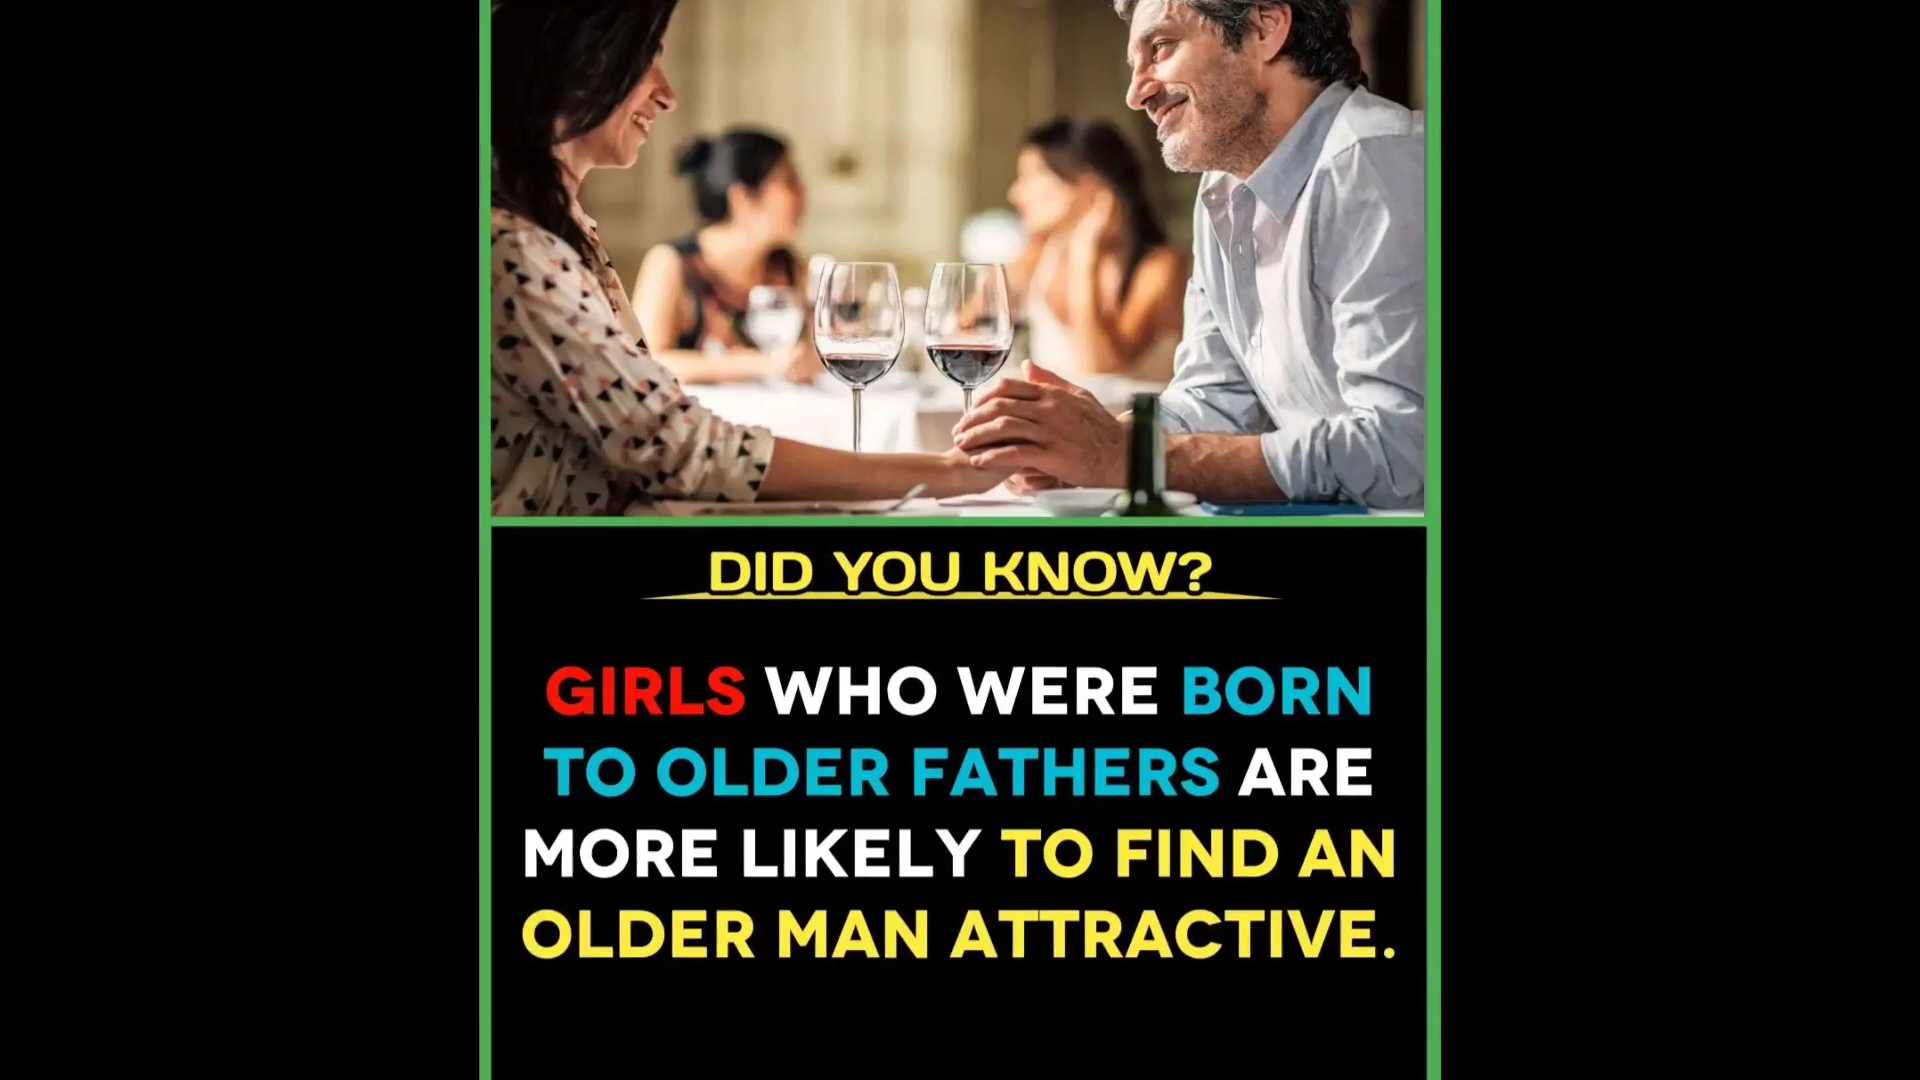 DID YOU KNOW?
GIRLS WHO WERE BORN
TO OLDER FATHERS ARE
MORE LIKELY TO FIND AN
OLDER MAN ATTRACTIVE.